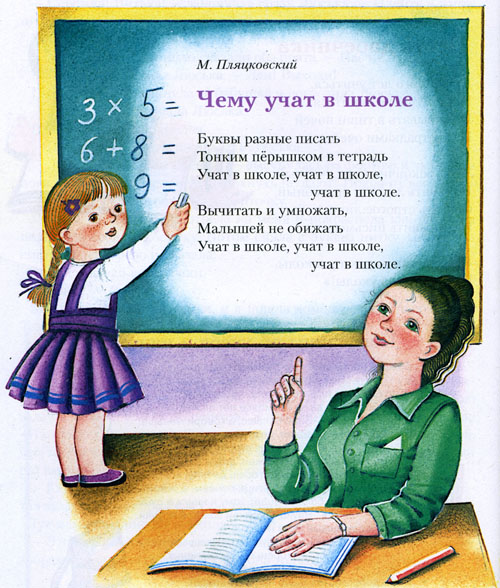 М. Пляцковский
Чему учат в школе
3 × 5 =
6 + 8 =
9 =
Буквы разные писать
Тонким пёрышком в тетрадь
Учат в школе, учат в школе,
учат в школе.
Вычитать и умножать,
Малышей не обижать
Учат в школе, учат в школе,
учат в школе.